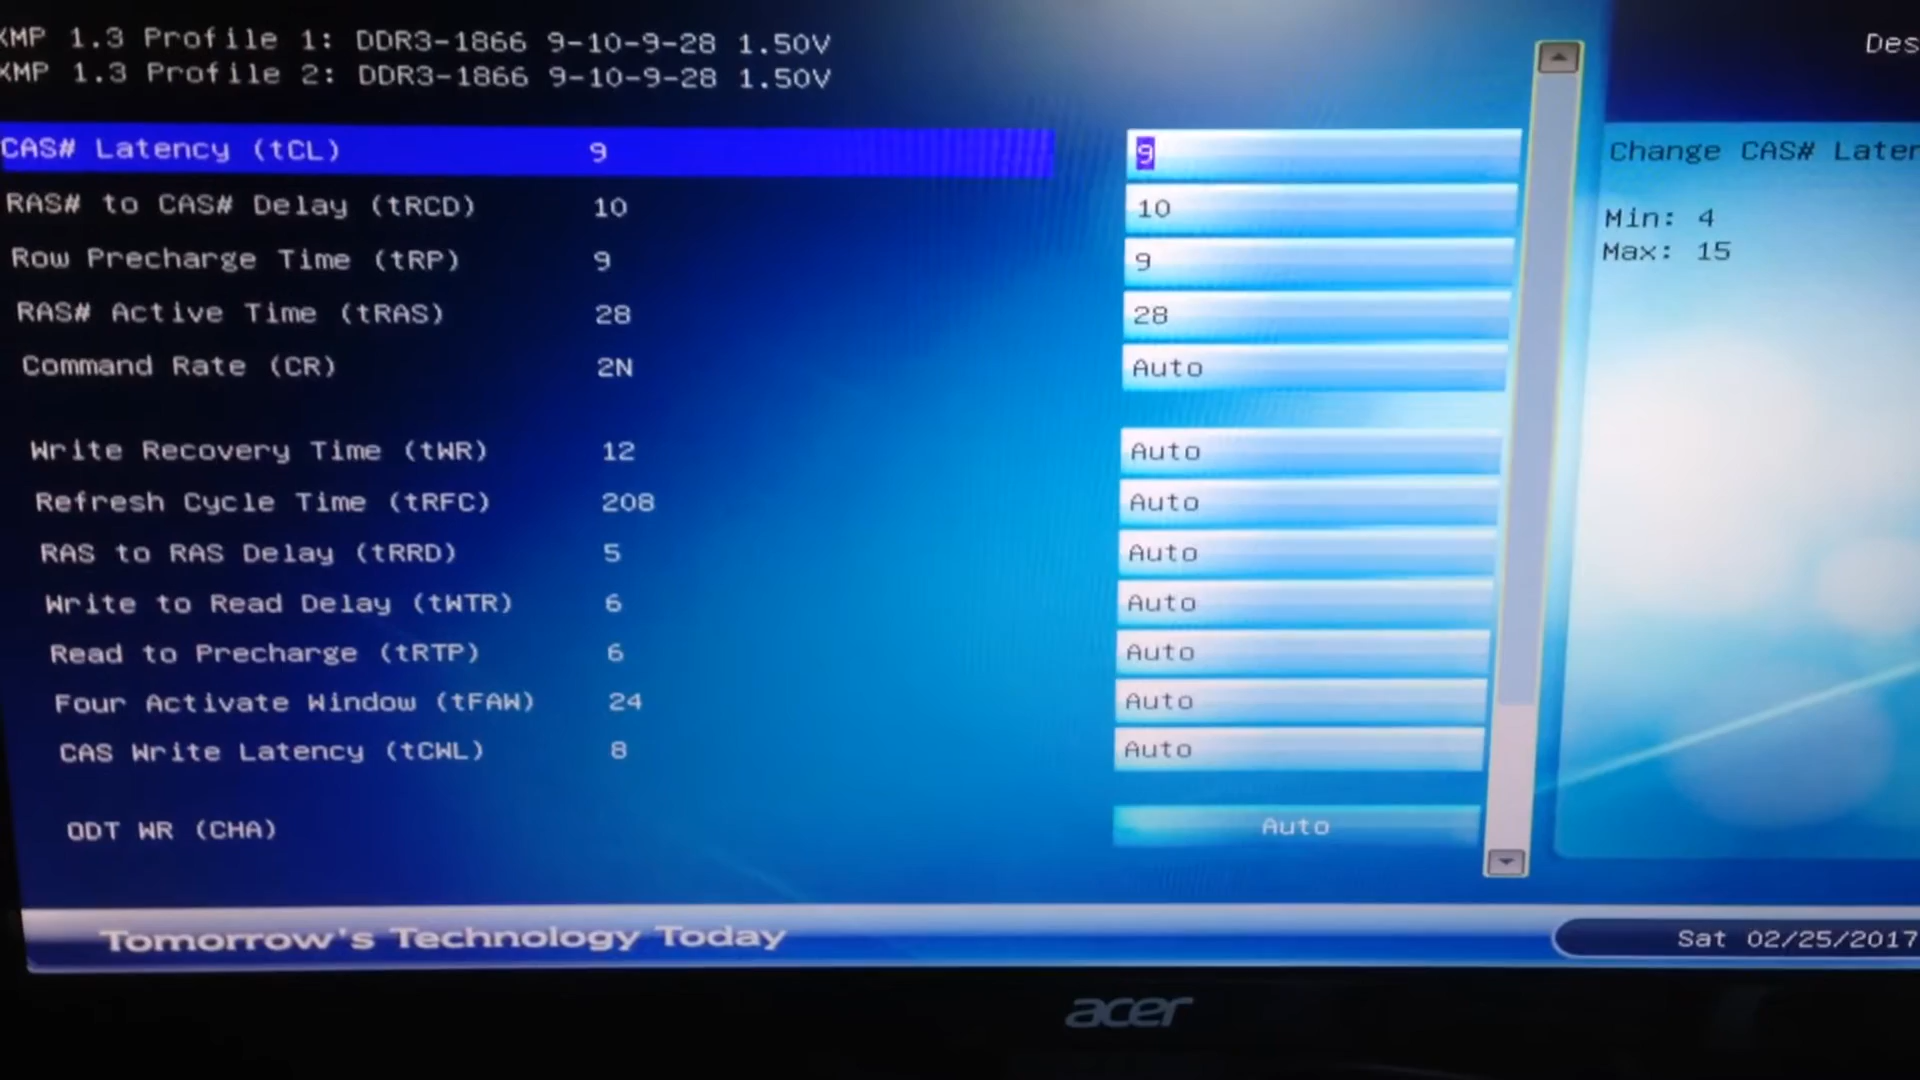 XMP 1.3 Profile 1: DDR3-1866 9-10-9-28 1.50V
XMP 1.3 Profile 2: DDR3-1866 9-10-9-28 1.50V
Des
CAS# Latency (tCL) 9 9
RAS# to CAS# Delay (tRCD) 10 10
Row Precharge Time (tRP) 9 9
RAS# Active Time (tRAS) 28 28
Command Rate (CR) 2N Auto
Write Recovery Time (tWR) 12 Auto
Refresh Cycle Time (tRFC) 208 Auto
RAS to RAS Delay (tRRD) 5 Auto
Write to Read Delay (tWTR) 6 Auto
Read to Precharge (tRTP) 6 Auto
Four Activate Window (tFAW) 24 Auto
CAS Write Latency (tCWL) 8 Auto
ODT WR (CHA) Auto
Change CAS# Later
Min: 4
Max: 15
Tomorrow's Technology Today
Sat 02/25/2017
acer